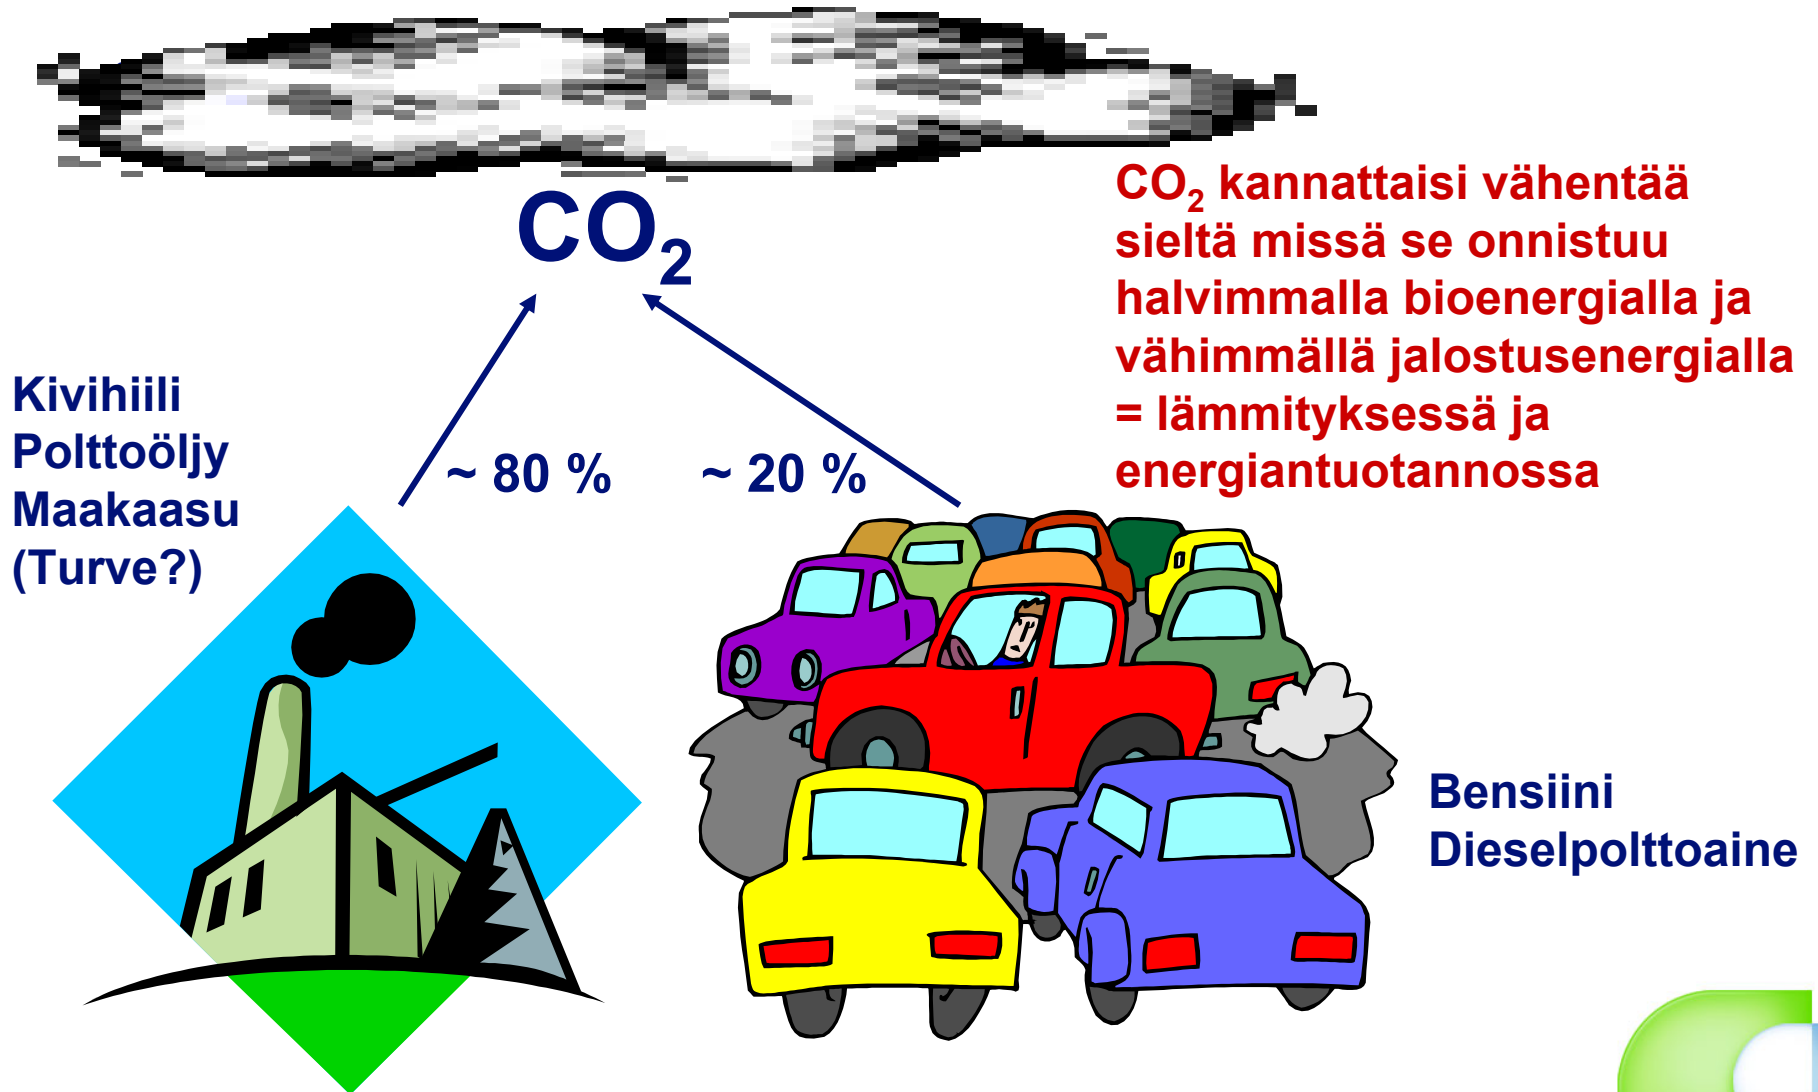 CO₂
CO₂ kannattaisi vähentää
sieltä missä se onnistuu
halvimmalla bioenergialla ja
vähimmällä jalostusenergialla
= lämmityksessä ja
energiantuotannossa
Kivihiili
Polttoöljy
Maakaasu
(Turve?)
~ 80 %
~ 20 %
Bensiini
Dieselpolttoaine